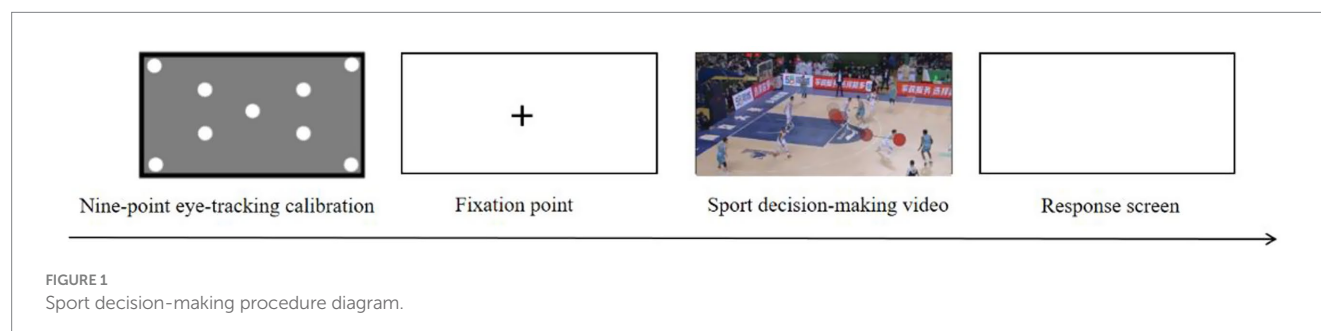 Nine-point eye-tracking calibration
Fixation point
Sport decision-making video
Response screen
FIGURE 1
Sport decision-making procedure diagram.